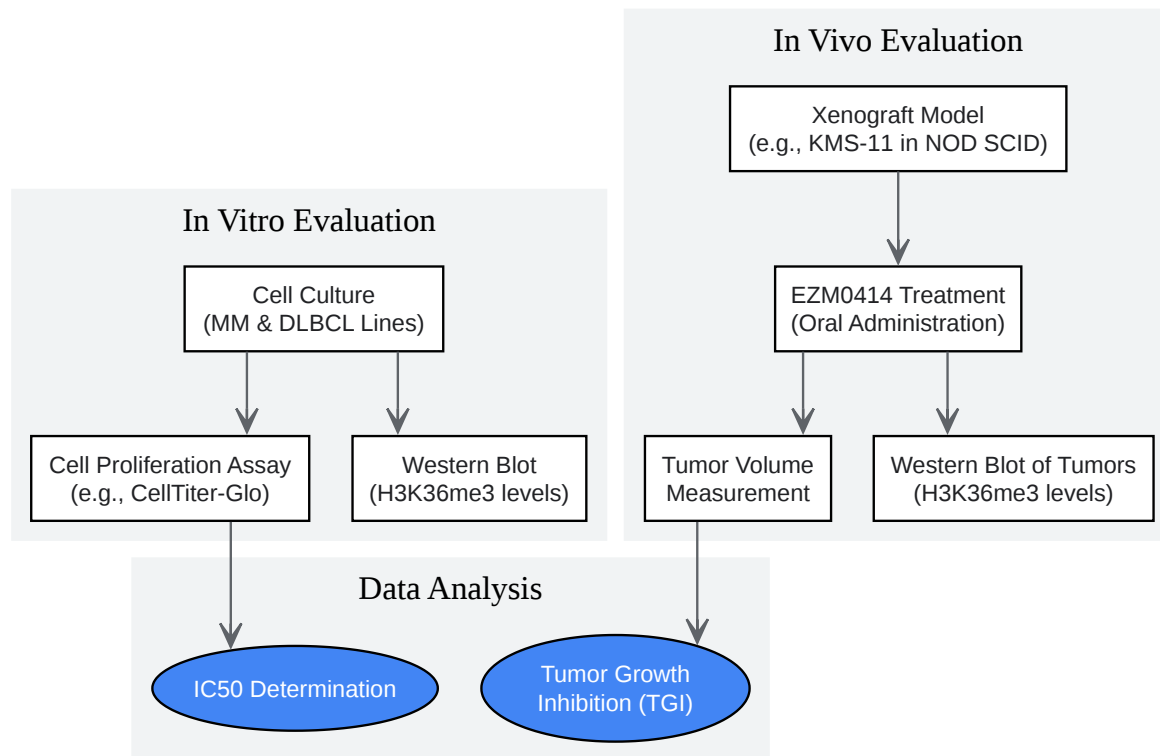 In Vivo Evaluation
Xenograft Model
(e.g., KMS-11 in NOD SCID)
EZM0414 Treatment
(Oral Administration)
Tumor Volume
Measurement
Western Blot of Tumors
(H3K36me3 levels)
In Vitro Evaluation
Cell Culture
(MM & DLBCL Lines)
Cell Proliferation Assay
(e.g., CellTiter-Glo)
Western Blot
(H3K36me3 levels)
Data Analysis
IC50 Determination
Tumor Growth
Inhibition (TGI)